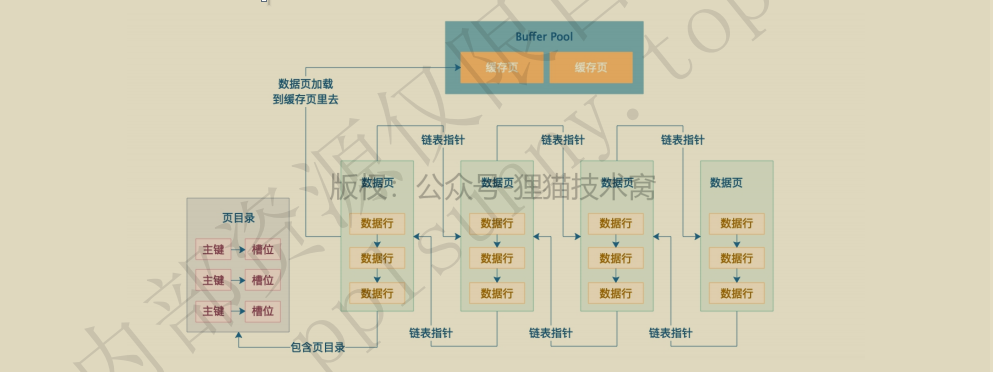 Buffer Pool
缓存页
缓存页
数据页加载
到缓存页里去
链表指针
链表指针
链表指针
数据页
数据页
数据页
数据页
版权：公众号 狸猫技术窝
页目录
数据行
数据行
数据行
数据行
主键
槽位
数据行
数据行
数据行
数据行
主键
槽位
数据行
数据行
数据行
数据行
主键
槽位
链表指针
链表指针
链表指针
包含页目录
内部资源仅限